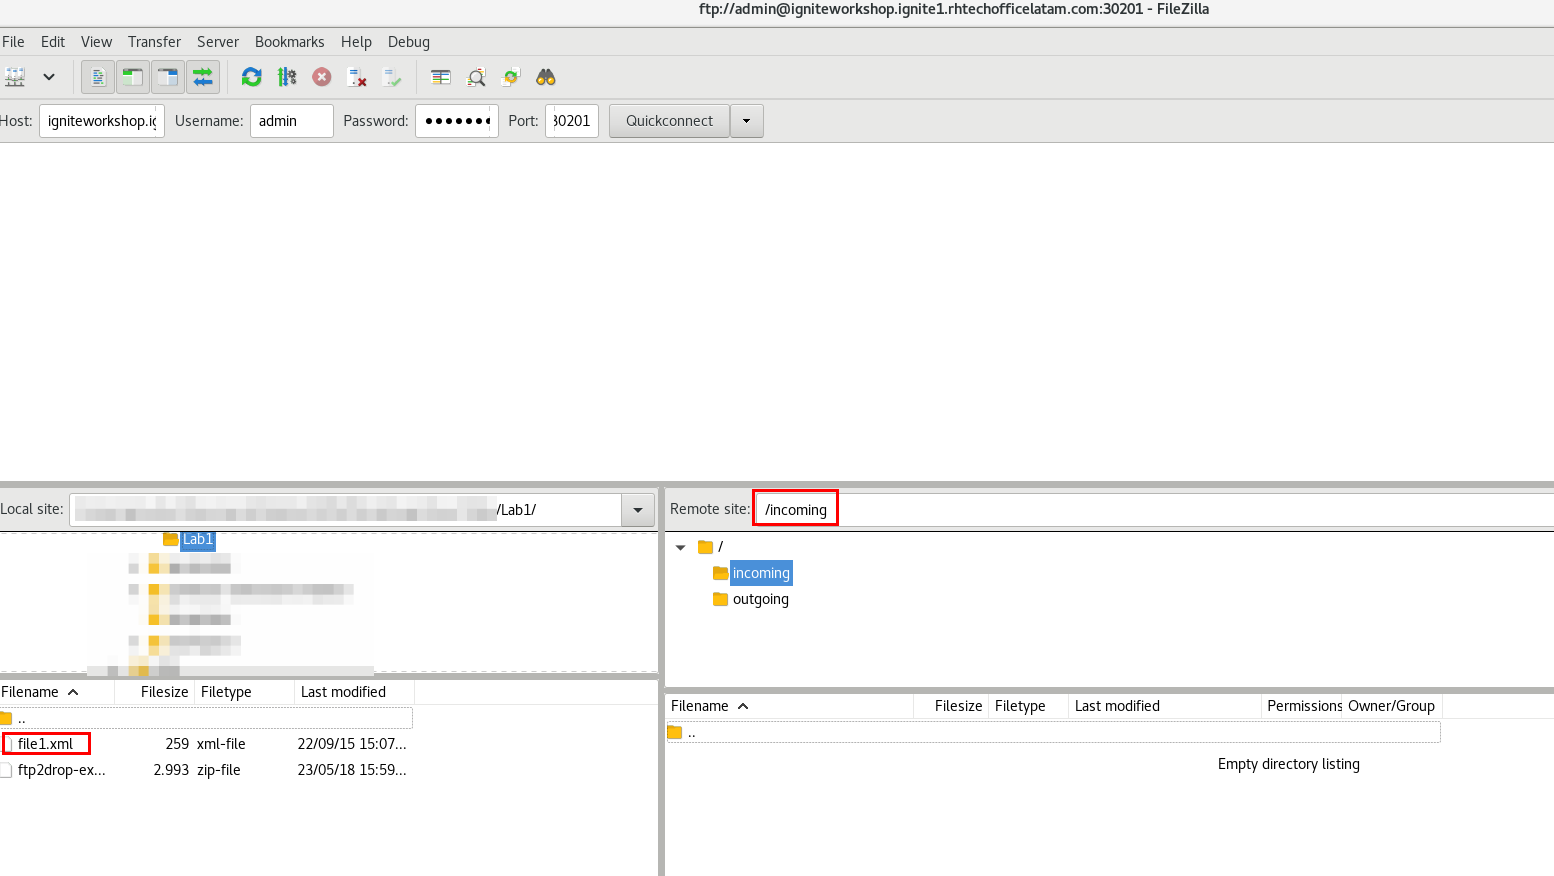 ftp://admin@igniteworkshop.ignite1.rhtechofficelatam.com:30201 - FileZilla
File Edit View Transfer Server Bookmarks Help Debug
Host: igniteworkshop.ig Username: admin Password: ●●●●●●● Port: 30201 Quickconnect
Local site: /Lab1/
Lab1
Filename Filesize Filetype Last modified
..
file1.xml 259 xml-file 22/09/15 15:07...
ftp2drop-ex... 2.993 zip-file 23/05/18 15:59...
Remote site: /incoming
/
incoming
outgoing
Filename Filesize Filetype Last modified Permissions Owner/Group
..
Empty directory listing